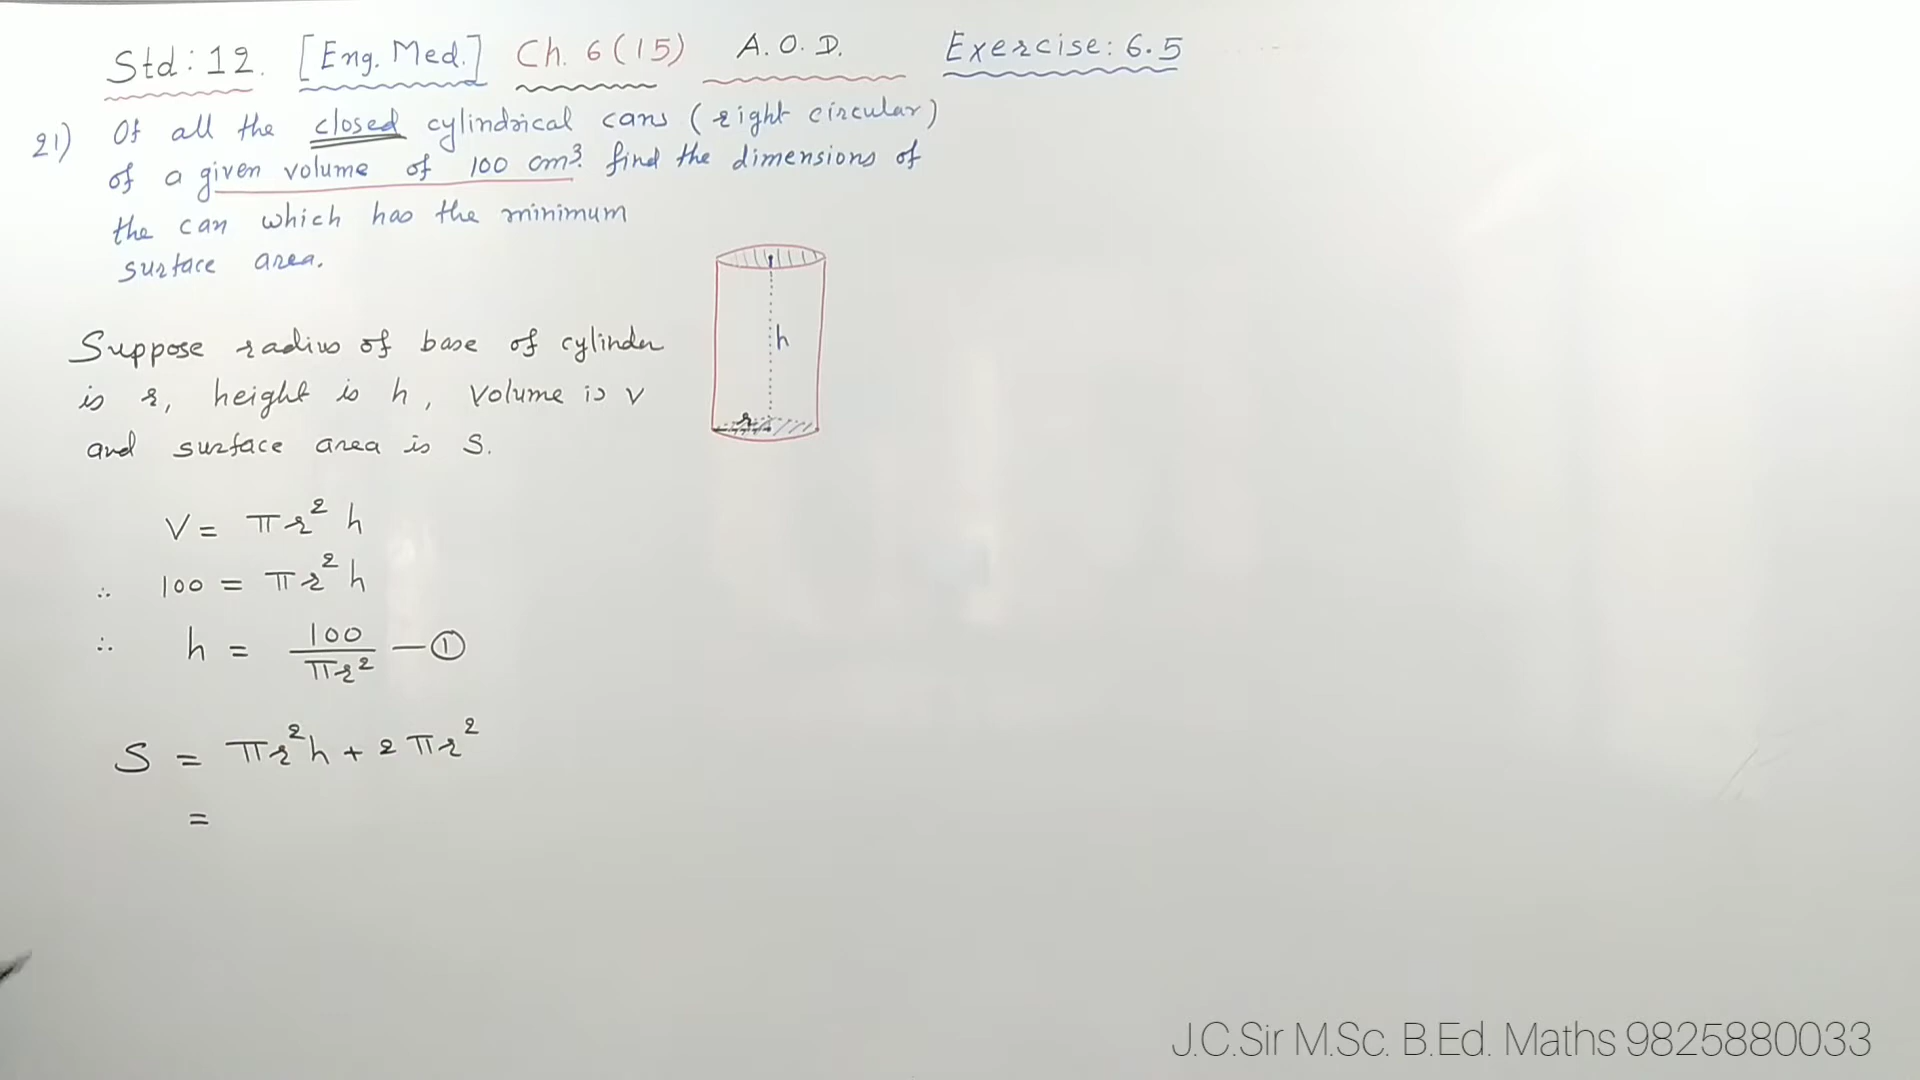 Std: 12. [Eng. Med.] Ch. 6(15) A.O.D. Exercise: 6.5
21) Of all the closed cylindrical cans (right circular)
of a given volume of 100 cm³. find the dimensions of
the can which has the minimum
surface area.
h
r
Suppose radius of base of cylinder
is r, height is h, Volume is v
and surface area is S.
V = πr² h
∴ 100 = πr² h
∴ h = 100/πr² — ①
S = πr²h + 2πr²
=
J.C.Sir M.Sc. B.Ed. Maths 9825880033